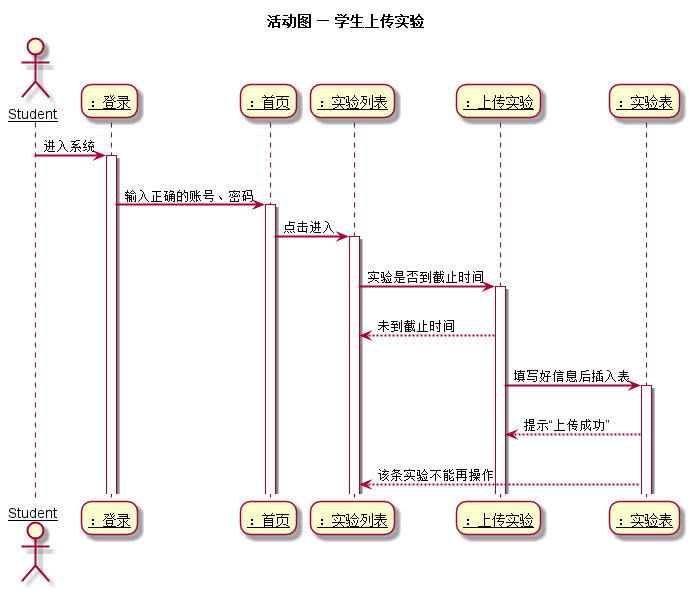 活动图 — 学生上传实验
Student
: 登录
: 首页
: 实验列表
: 上传实验
: 实验表
进入系统
输入正确的账号、密码
点击进入
实验是否到截止时间
未到截止时间
填写好信息后插入表
提示“上传成功”
该条实验不能再操作
Student
: 登录
: 首页
: 实验列表
: 上传实验
: 实验表